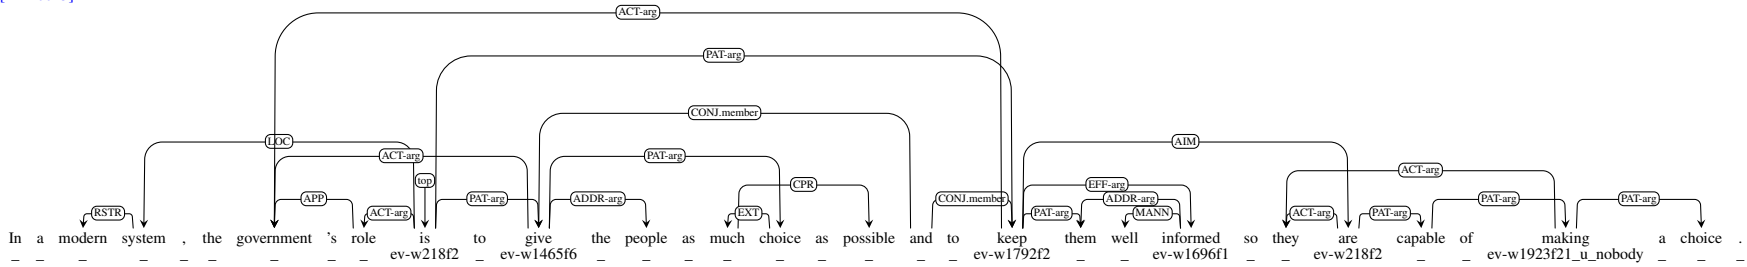 ACT-arg
PAT-arg
CONJ.member
LOC AIM
ACT-arg PAT-arg ACT-arg
top CPR EFF-arg
APP PAT-arg ADDR-arg CONJ.member ADDR-arg PAT-arg PAT-arg
RSTR ACT-arg EXT PAT-arg MANN ACT-arg PAT-arg
In a modern system , the government 's role is to give the people as much choice as possible and to keep them well informed so they are capable of making a choice .
_ _ _ _ _ _ _ _ _ ev-w218f2 _ ev-w1465f6 _ _ _ _ _ _ _ _ _ ev-w1792f2 _ _ ev-w1696f1 _ _ ev-w218f2 _ _ ev-w1923f21_u_nobody _ _ _